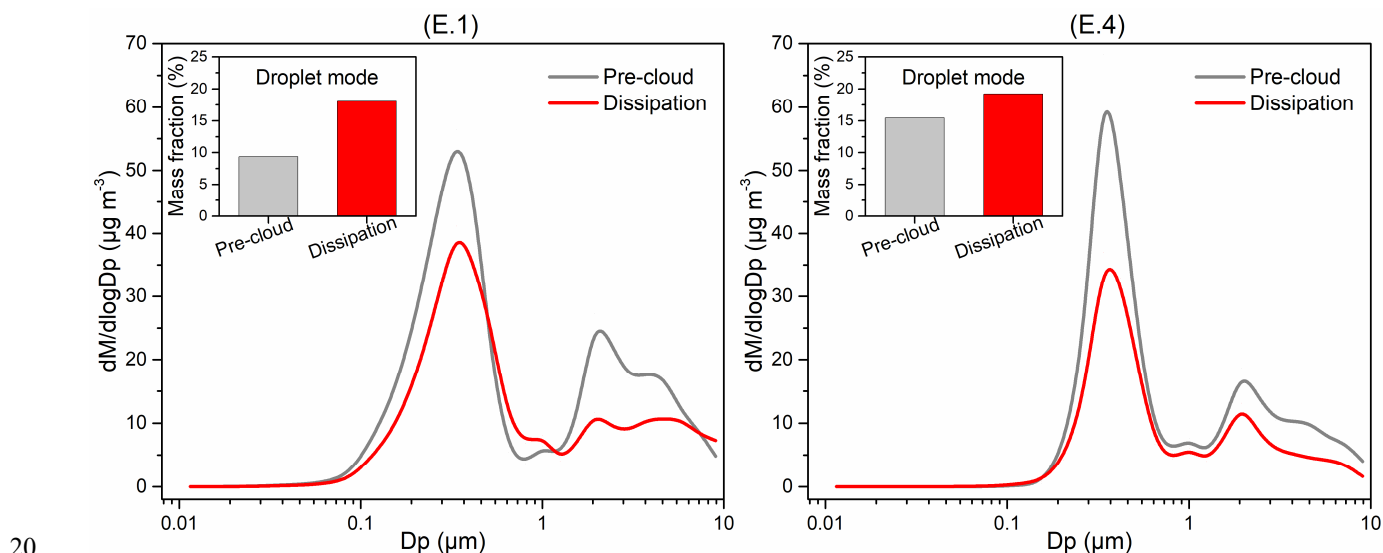 (E.1)
70
60
50
40
30
20
10
0
dM/dlogDp (µg m-3)
25
20
15
10
5
0
Mass fraction (%)
Droplet mode
Pre-cloud
Dissipation
Pre-cloud
Dissipation
0.01
0.1
1
10
Dp (µm)
(E.4)
70
60
50
40
30
20
10
0
dM/dlogDp (µg m-3)
25
20
15
10
5
0
Mass fraction (%)
Droplet mode
Pre-cloud
Dissipation
Pre-cloud
Dissipation
0.01
0.1
1
10
Dp (µm)
20